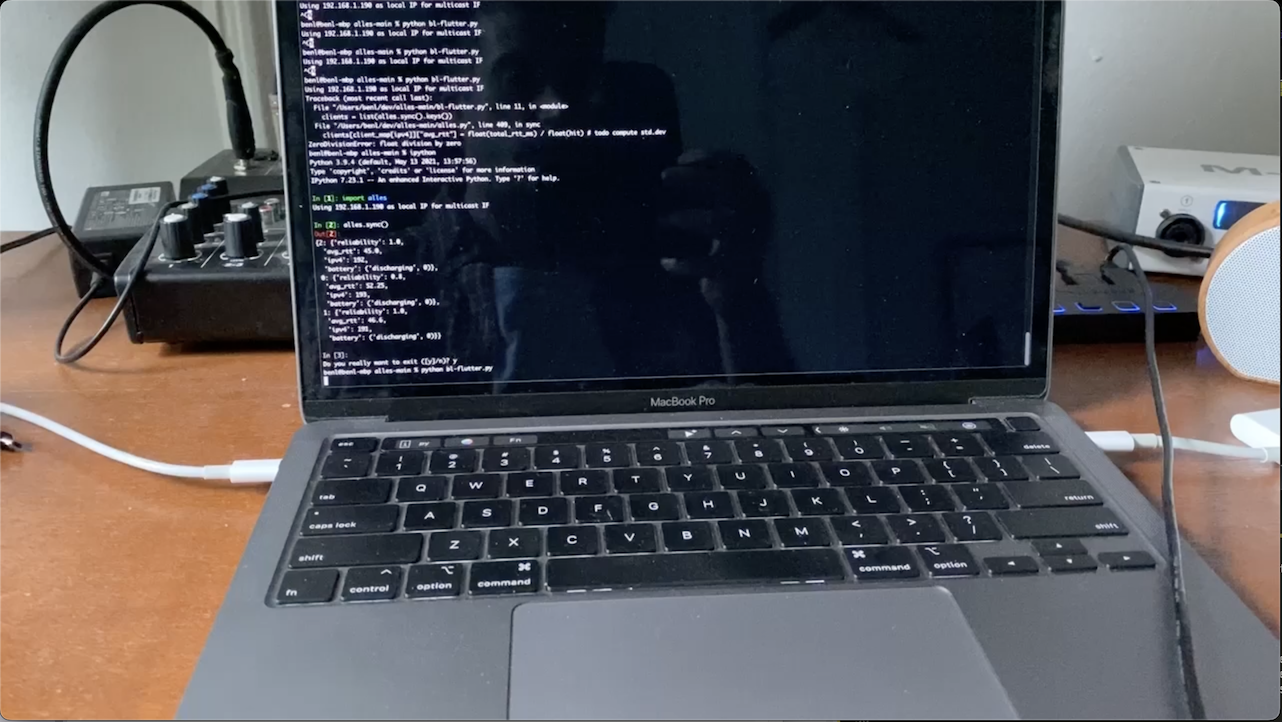 Using 192.168.1.190 as local IP for multicast IF
^C
benl@benl-mbp alles-main % python bl-flutter.py
Using 192.168.1.190 as local IP for multicast IF
^C
benl@benl-mbp alles-main % python bl-flutter.py
Using 192.168.1.190 as local IP for multicast IF
^C
benl@benl-mbp alles-main % python bl-flutter.py
Traceback (most recent call last):
File "/Users/benl/dev/alles-main/bl-flutter.py", line 11, in <module>
clients = list(alles.sync().keys())
File "/Users/benl/dev/alles-main/alles.py", line 409, in sync
clients[client_map[ipv4]]["avg_rtt"] = float(total_rtt_ms) / float(hit) # todo compute std.dev
ZeroDivisionError: float division by zero
benl@benl-mbp alles-main % ipython
Python 3.9.4 (default, May 13 2021, 13:57:56)
Type 'copyright', 'credits' or 'license' for more information
IPython 7.23.1 -- An enhanced Interactive Python. Type '?' for help.
In [1]: import alles
Using 192.168.1.190 as local IP for multicast IF
In [2]: alles.sync()
Out[2]:
{2: {'reliability': 1.0,
'avg_rtt': 45.0,
'ipv4': 192,
'battery': ('discharging', 0)},
0: {'reliability': 0.8,
'avg_rtt': 52.25,
'ipv4': 193,
'battery': ('discharging', 0)},
1: {'reliability': 1.0,
'avg_rtt': 46.6,
'ipv4': 191,
'battery': ('discharging', 0)}}
In [3]:
Do you really want to exit ([y]/n)? y
benl@benl-mbp alles-main % python bl-flutter.py
MacBook Pro
esc py Fn
~ ! @ # $ % ^ & * ( ) _ + delete
1 2 3 4 5 6 7 8 9 0 - =
tab Q W E R T Y U I O P { } |
[ ] \
caps lock A S D F G H J K L : " return
; '
shift Z X C V B N M < > ? shift
, . /
fn control option command command option
M-